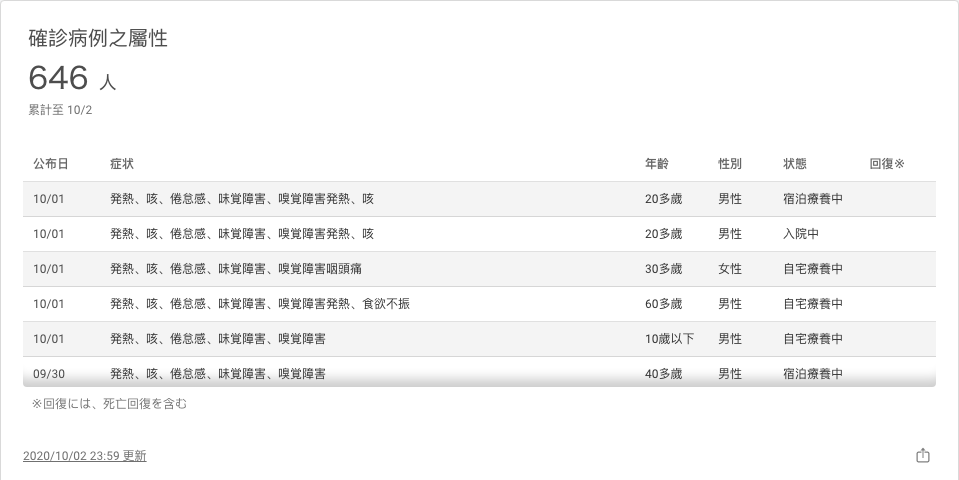 確診病例之屬性
646 人
累計至 10/2
公布日 症状 年齡 性別 状態 回復※
10/01 発熱、咳、倦怠感、味覚障害、嗅覚障害発熱、咳 20多歲 男性 宿泊療養中
10/01 発熱、咳、倦怠感、味覚障害、嗅覚障害発熱、咳 20多歲 男性 入院中
10/01 発熱、咳、倦怠感、味覚障害、嗅覚障害咽頭痛 30多歲 女性 自宅療養中
10/01 発熱、咳、倦怠感、味覚障害、嗅覚障害発熱、食欲不振 60多歲 男性 自宅療養中
10/01 発熱、咳、倦怠感、味覚障害、嗅覚障害 10歲以下 男性 自宅療養中
09/30 発熱、咳、倦怠感、味覚障害、嗅覚障害 40多歲 男性 宿泊療養中
※回復には、死亡回復を含む
2020/10/02 23:59 更新